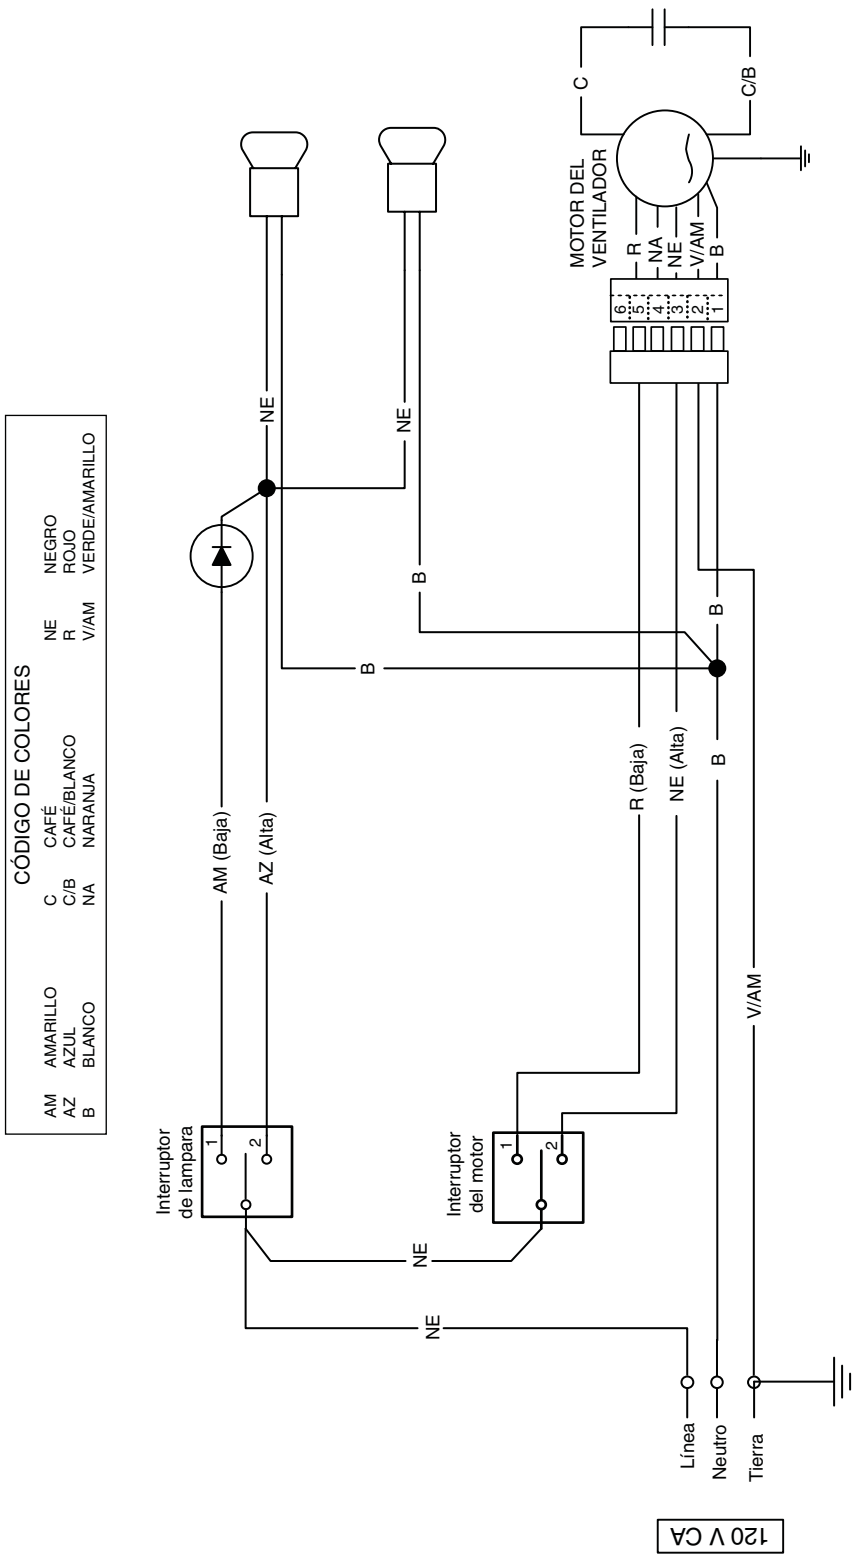 CÓDIGO DE COLORES
AM AMARILLO C CAFÉ NE NEGRO
AZ AZUL C/B CAFÉ/BLANCO R ROJO
B BLANCO NA NARANJA V/AM VERDE/AMARILLO
Interruptor
de lampara
1
2
AM (Baja)
AZ (Alta)
NE
B
NE
B
NE
NE
Interruptor
del motor
1
2
R (Baja)
NE (Alta)
B
B
V/AM
MOTOR DEL
VENTILADOR
C
C/B
R
NA
NE
V/AM
B
6
5
4
3
2
1
Línea
Neutro
Tierra
120 V CA